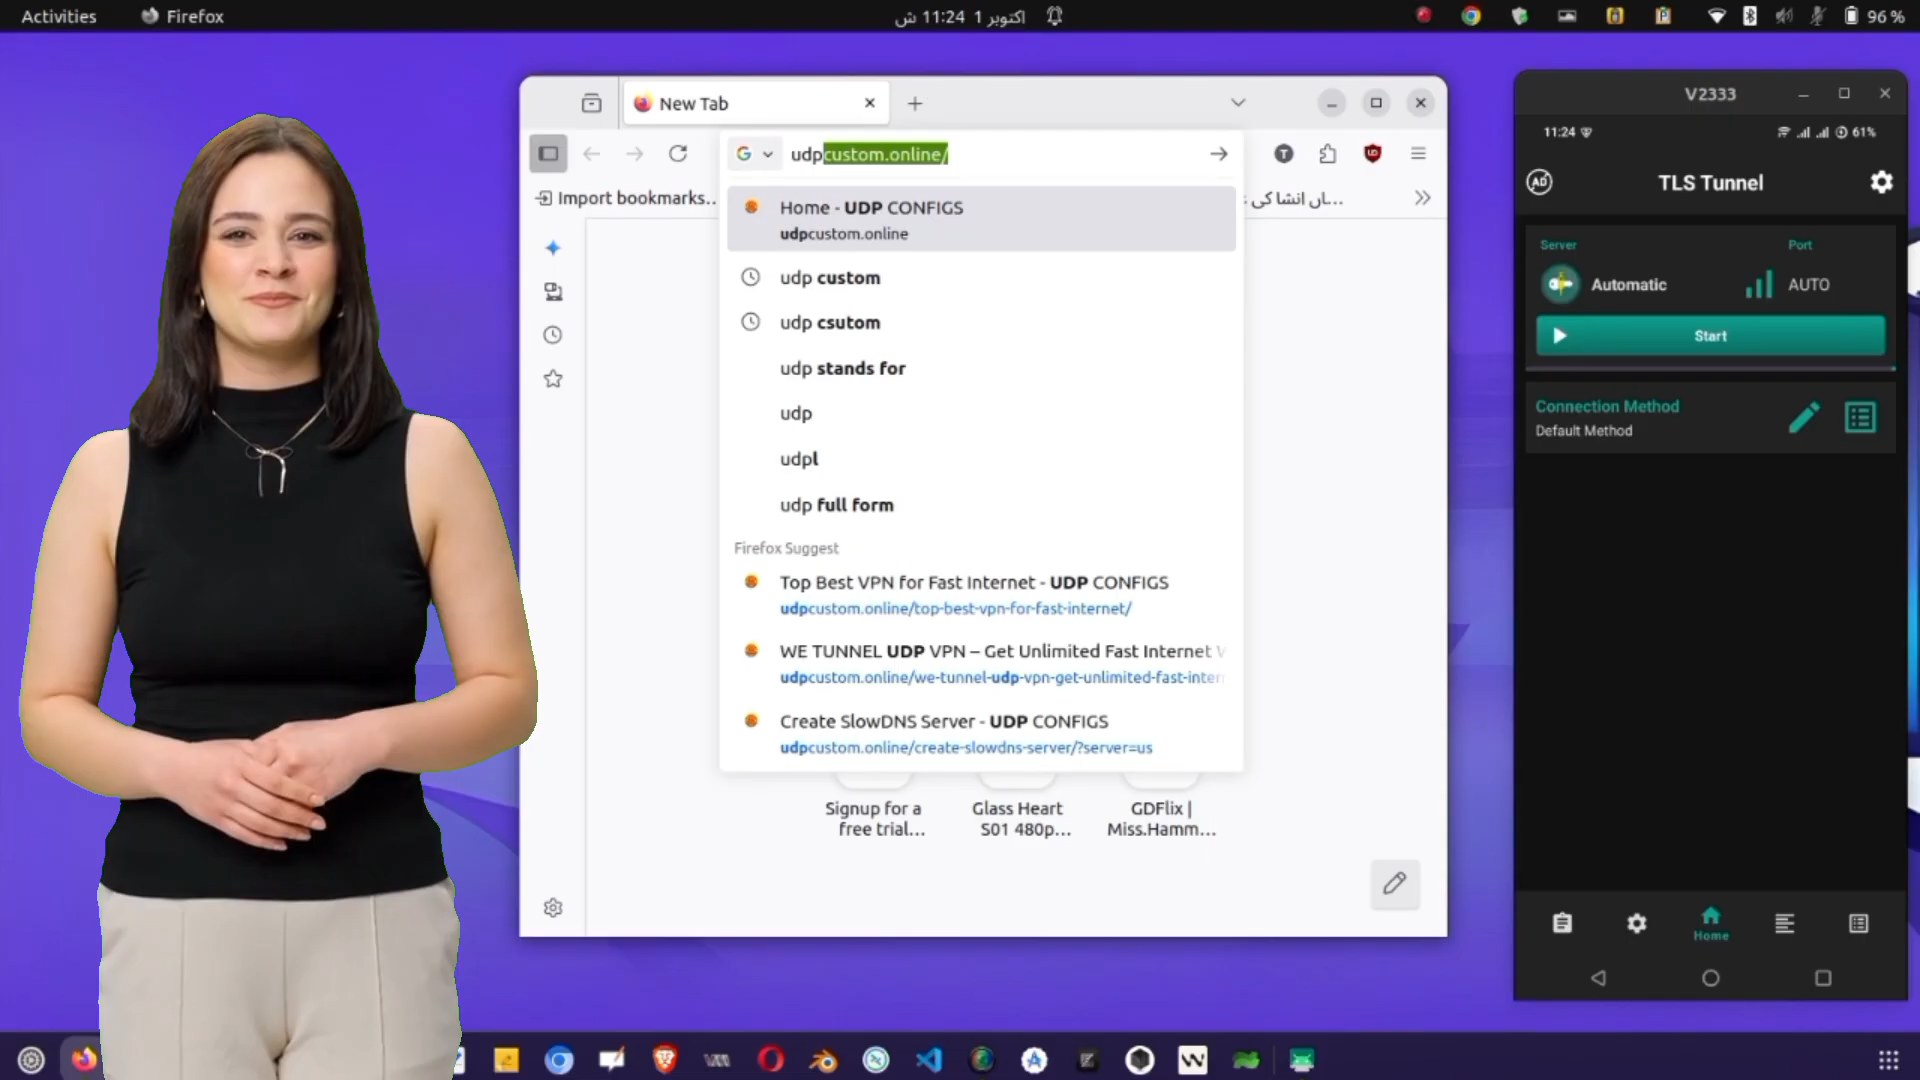 Activities
Firefox
اکتوبر 1  11:24 ش
96 %
New Tab
udpcustom.online/
Import bookmarks...
...ـاں انشا کی :
Home - UDP CONFIGS
udpcustom.online
udp custom
udp csutom
udp stands for
udp
udpl
udp full form
Firefox Suggest
Top Best VPN for Fast Internet - UDP CONFIGS
udpcustom.online/top-best-vpn-for-fast-internet/
WE TUNNEL UDP VPN – Get Unlimited Fast Internet
udpcustom.online/we-tunnel-udp-vpn-get-unlimited-fast-inter
Create SlowDNS Server - UDP CONFIGS
udpcustom.online/create-slowdns-server/?server=us
Signup for a
free trial...
Glass Heart
S01 480p...
GDFlix |
Miss.Hamm...
V2333
11:24
61%
AD
TLS Tunnel
Server
Port
Automatic
AUTO
Start
Connection Method
Default Method
Home